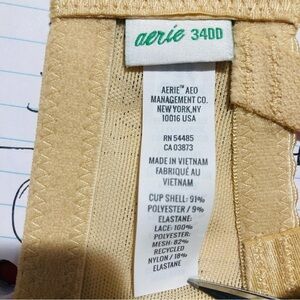 aerie 34DD
AERIE™ AEO
MANAGEMENT CO.
NEW YORK, NY
10016 USA
RN 54485
CA 03873
MADE IN VIETNAM
FABRIQUÉ AU
VIETNAM
CUP SHELL: 91%
POLYESTER / 9%
ELASTANE;
LACE: 100%
POLYESTER;
MESH: 82%
RECYCLED
NYLON / 18%
ELASTANE